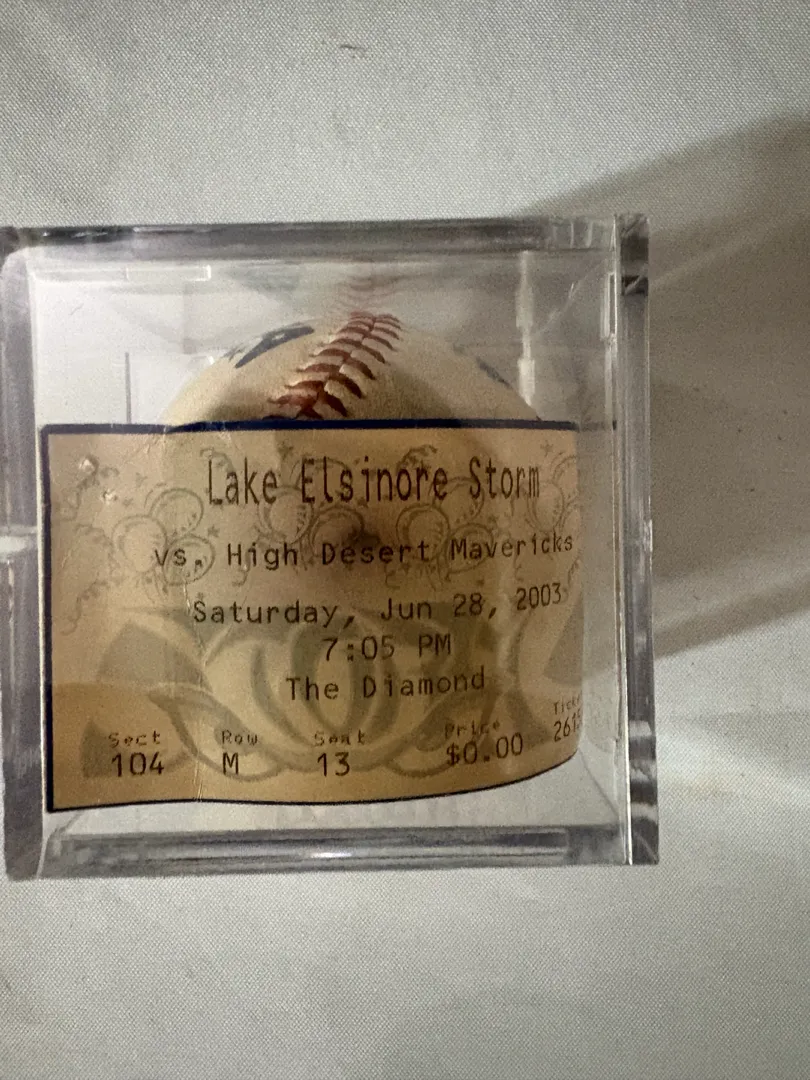 Lake Elsinore Storm
vs. High Desert Mavericks
Saturday, Jun 28, 2003
7:05 PM
The Diamond
Sect Row Seat Price
104 M 13 $0.00